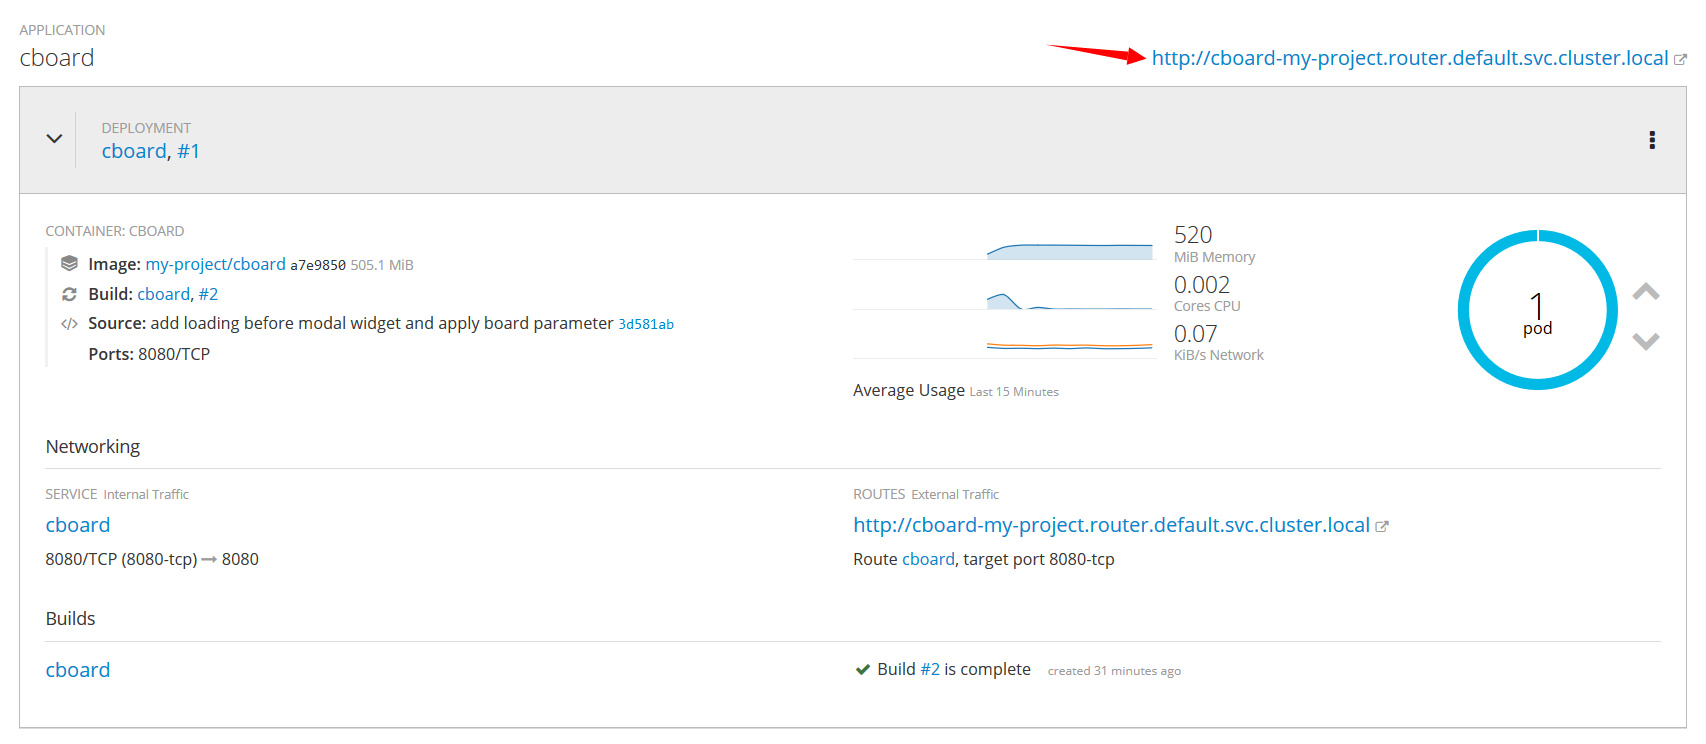 APPLICATION
cboard
http://cboard-my-project.router.default.svc.cluster.local
DEPLOYMENT
cboard, #1
CONTAINER: CBOARD
Image: my-project/cboard a7e9850 505.1 MiB
Build: cboard, #2
Source: add loading before modal widget and apply board parameter 3d581ab
Ports: 8080/TCP
520
MiB Memory
0.002
Cores CPU
0.07
KiB/s Network
Average Usage Last 15 Minutes
1
pod
Networking
SERVICE Internal Traffic
cboard
8080/TCP (8080-tcp) → 8080
ROUTES External Traffic
http://cboard-my-project.router.default.svc.cluster.local
Route cboard, target port 8080-tcp
Builds
cboard
Build #2 is complete created 31 minutes ago